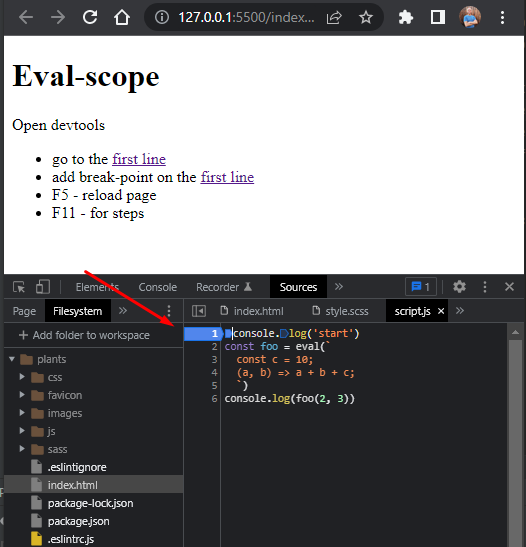 127.0.0.1:5500/index...
Eval-scope
Open devtools
go to the first line
add break-point on the first line
F5 - reload page
F11 - for steps
Elements Console Recorder Sources » 1
Page Filesystem » index.html style.scss script.js × »
+ Add folder to workspace
plants
css
favicon
images
js
sass
.eslintignore
index.html
package-lock.json
package.json
.eslintrc.js
1 console.log('start')
2 const foo = eval(`
3 const c = 10;
4 (a, b) => a + b + c;
5 `)
6 console.log(foo(2, 3))